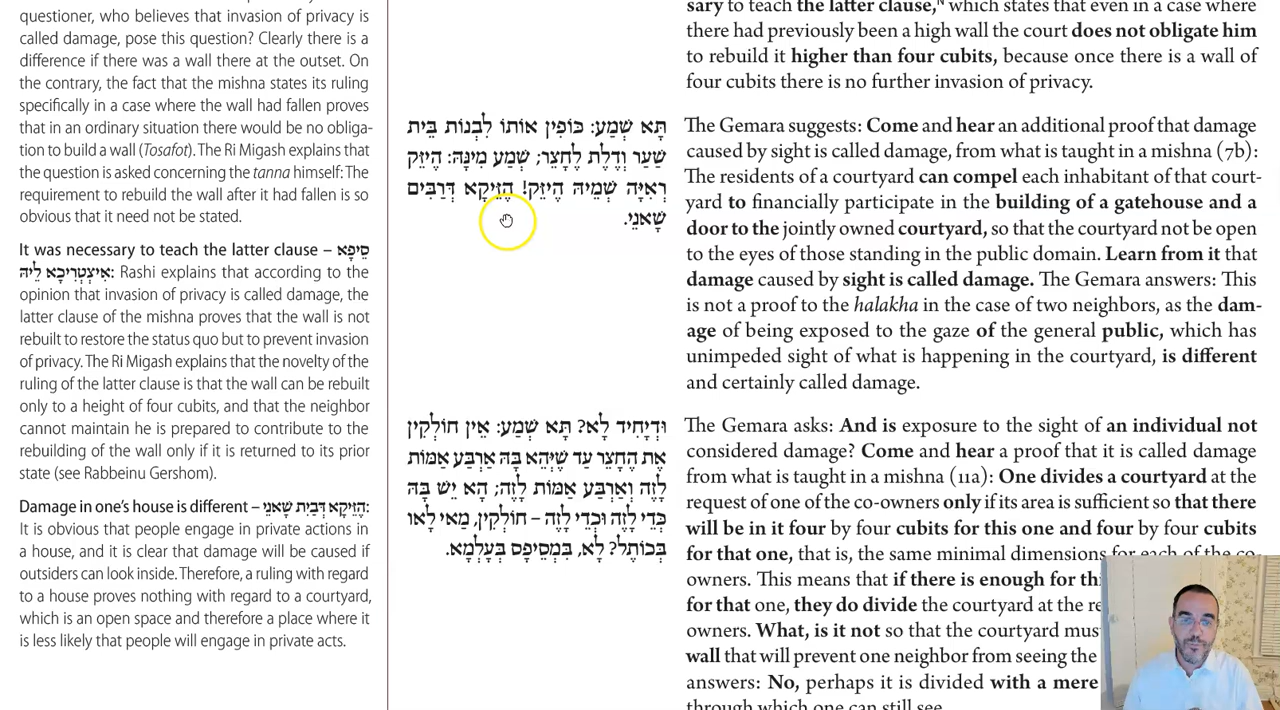 questioner, who believes that invasion of privacy is
called damage, pose this question? Clearly there is a
difference if there was a wall there at the outset. On
the contrary, the fact that the mishna states its ruling
specifically in a case where the wall had fallen proves
that in an ordinary situation there would be no obliga-
tion to build a wall (Tosafot). The Ri Migash explains that
the question is asked concerning the tanna himself: The
requirement to rebuild the wall after it had fallen is so
obvious that it need not be stated.
It was necessary to teach the latter clause – סֵיפָא
אִיצְטְרִיכָא לֵיהּ: Rashi explains that according to the
opinion that invasion of privacy is called damage, the
latter clause of the mishna proves that the wall is not
rebuilt to restore the status quo but to prevent invasion
of privacy. The Ri Migash explains that the novelty of the
ruling of the latter clause is that the wall can be rebuilt
only to a height of four cubits, and that the neighbor
cannot maintain he is prepared to contribute to the
rebuilding of the wall only if it is returned to its prior
state (see Rabbeinu Gershom).
Damage in one's house is different – הֶזֵּיקָא דְּבַיִת שָׁאנֵי:
It is obvious that people engage in private actions in
a house, and it is clear that damage will be caused if
outsiders can look inside. Therefore, a ruling with regard
to a house proves nothing with regard to a courtyard,
which is an open space and therefore a place where it
is less likely that people will engage in private acts.
תָּא שְׁמַע: כּוֹפִין אוֹתוֹ לִבְנוֹת בֵּית
שַׁעַר וְדֶלֶת לֶחָצֵר; שְׁמַע מִינָּהּ: הֶיזֵּק
רְאִיָּה שְׁמֵיהּ הֶיזֵּק! הֶזֵּיקָא דְּרַבִּים
שָׁאנֵי.
וּדְיָחִיד לָא? תָּא שְׁמַע: אֵין חוֹלְקִין
אֶת הֶחָצֵר עַד שֶׁיְּהֵא בָּהּ אַרְבַּע אַמּוֹת
לָזֶה וְאַרְבַּע אַמּוֹת לָזֶה; הָא יֵשׁ בָּהּ
כְּדֵי לָזֶה וּכְדֵי לָזֶה – חוֹלְקִין, מַאי לָאו
בְּכוֹתֶל? לָא, בִּמְסִיפָס בְּעָלְמָא.
sary to teach the latter clause,ᴺ which states that even in a case where
there had previously been a high wall the court does not obligate him
to rebuild it higher than four cubits, because once there is a wall of
four cubits there is no further invasion of privacy.
The Gemara suggests: Come and hear an additional proof that damage
caused by sight is called damage, from what is taught in a mishna (7b):
The residents of a courtyard can compel each inhabitant of that court-
yard to financially participate in the building of a gatehouse and a
door to the jointly owned courtyard, so that the courtyard not be open
to the eyes of those standing in the public domain. Learn from it that
damage caused by sight is called damage. The Gemara answers: This
is not a proof to the halakha in the case of two neighbors, as the dam-
age of being exposed to the gaze of the general public, which has
unimpeded sight of what is happening in the courtyard, is different
and certainly called damage.
The Gemara asks: And is exposure to the sight of an individual not
considered damage? Come and hear a proof that it is called damage
from what is taught in a mishna (11a): One divides a courtyard at the
request of one of the co-owners only if its area is sufficient so that there
will be in it four by four cubits for this one and four by four cubits
for that one, that is, the same minimal dimensions for each of the co-
owners. This means that if there is enough for
for that one, they do divide the courtyard at the
owners. What, is it not so that the courtyard
wall that will prevent one neighbor from seeing the
answers: No, perhaps it is divided with a mere
through which one can still see.